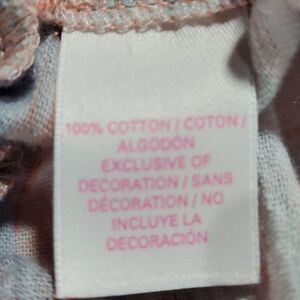 100% COTTON / COTON /
ALGODÓN
EXCLUSIVE OF
DECORATION / SANS
DÉCORATION / NO
INCLUYE LA
DECORACIÓN